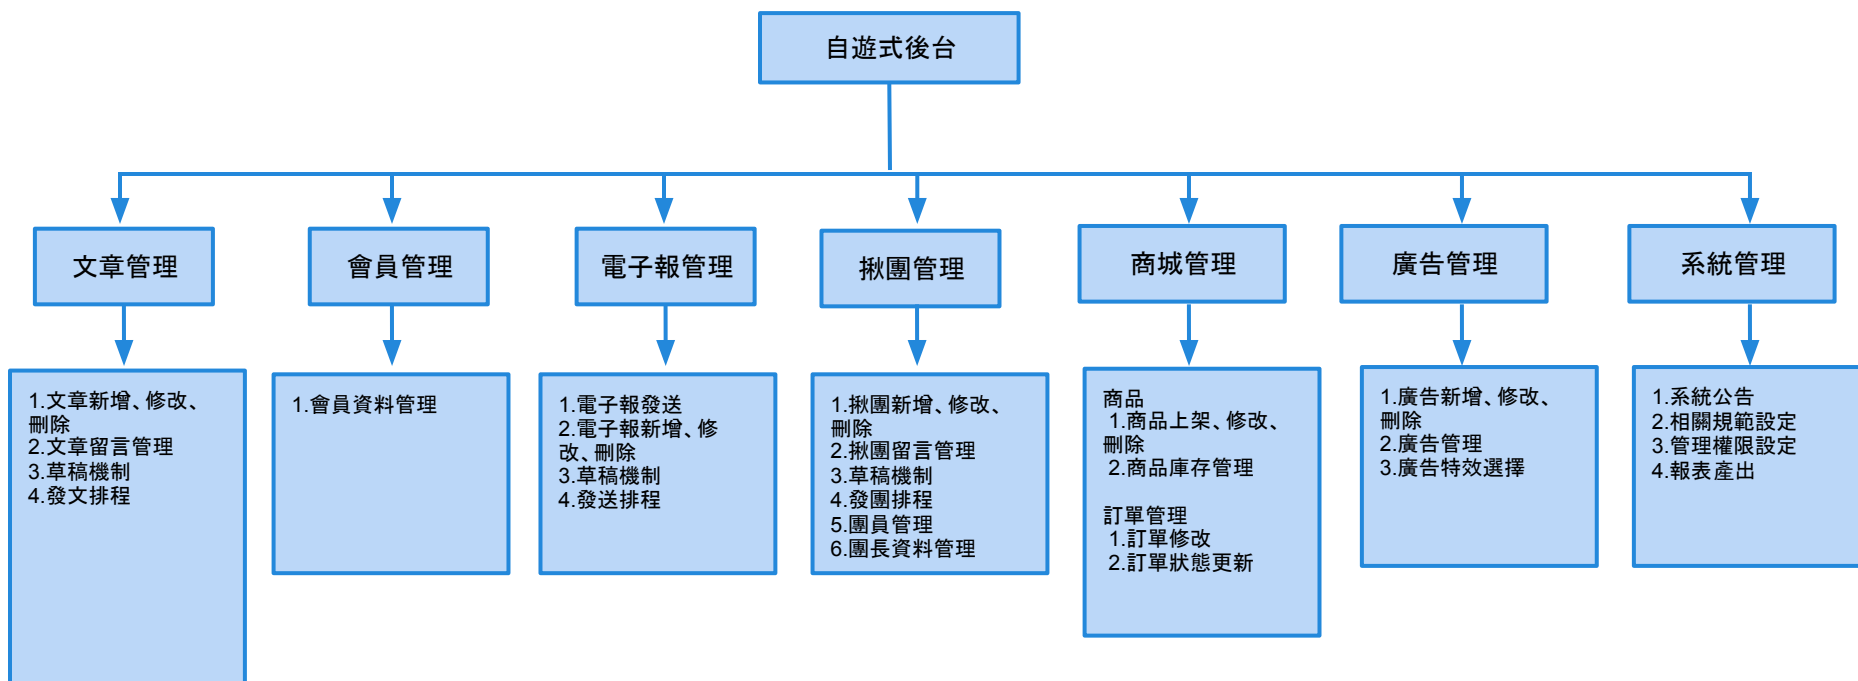 自遊式後台
文章管理
會員管理
電子報管理
揪團管理
商城管理
廣告管理
系統管理
1.文章新增、修改、
刪除
2.文章留言管理
3.草稿機制
4.發文排程
1.會員資料管理
1.電子報發送
2.電子報新增、修
改、刪除
3.草稿機制
4.發送排程
1.揪團新增、修改、
刪除
2.揪團留言管理
3.草稿機制
4.發團排程
5.團員管理
6.團長資料管理
商品
1.商品上架、修改、
刪除
2.商品庫存管理
訂單管理
1.訂單修改
2.訂單狀態更新
1.廣告新增、修改、
刪除
2.廣告管理
3.廣告特效選擇
1.系統公告
2.相關規範設定
3.管理權限設定
4.報表產出